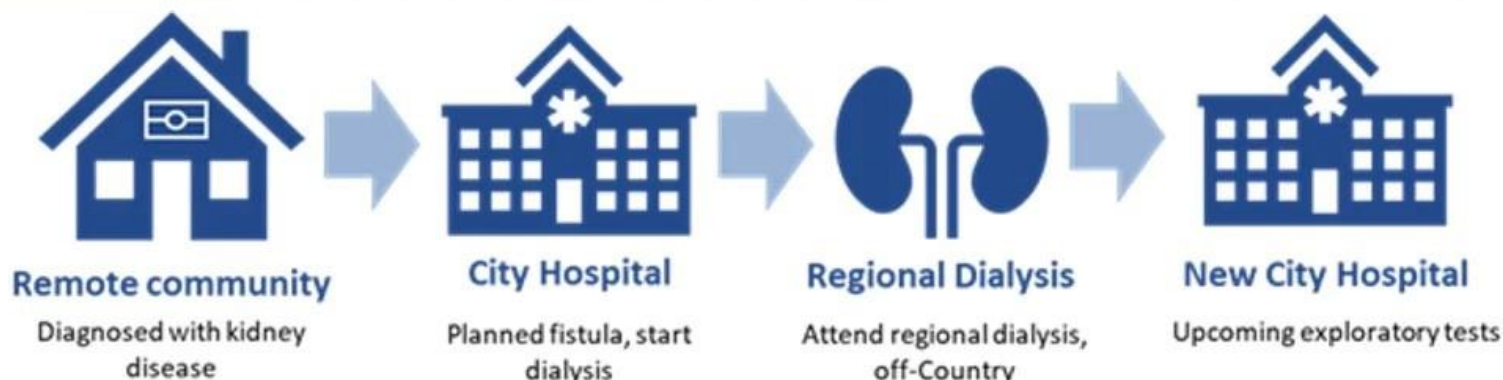 Remote community
Diagnosed with kidney
disease
City Hospital
Planned fistula, start
dialysis
Regional Dialysis
Attend regional dialysis,
off-Country
New City Hospital
Upcoming exploratory tests